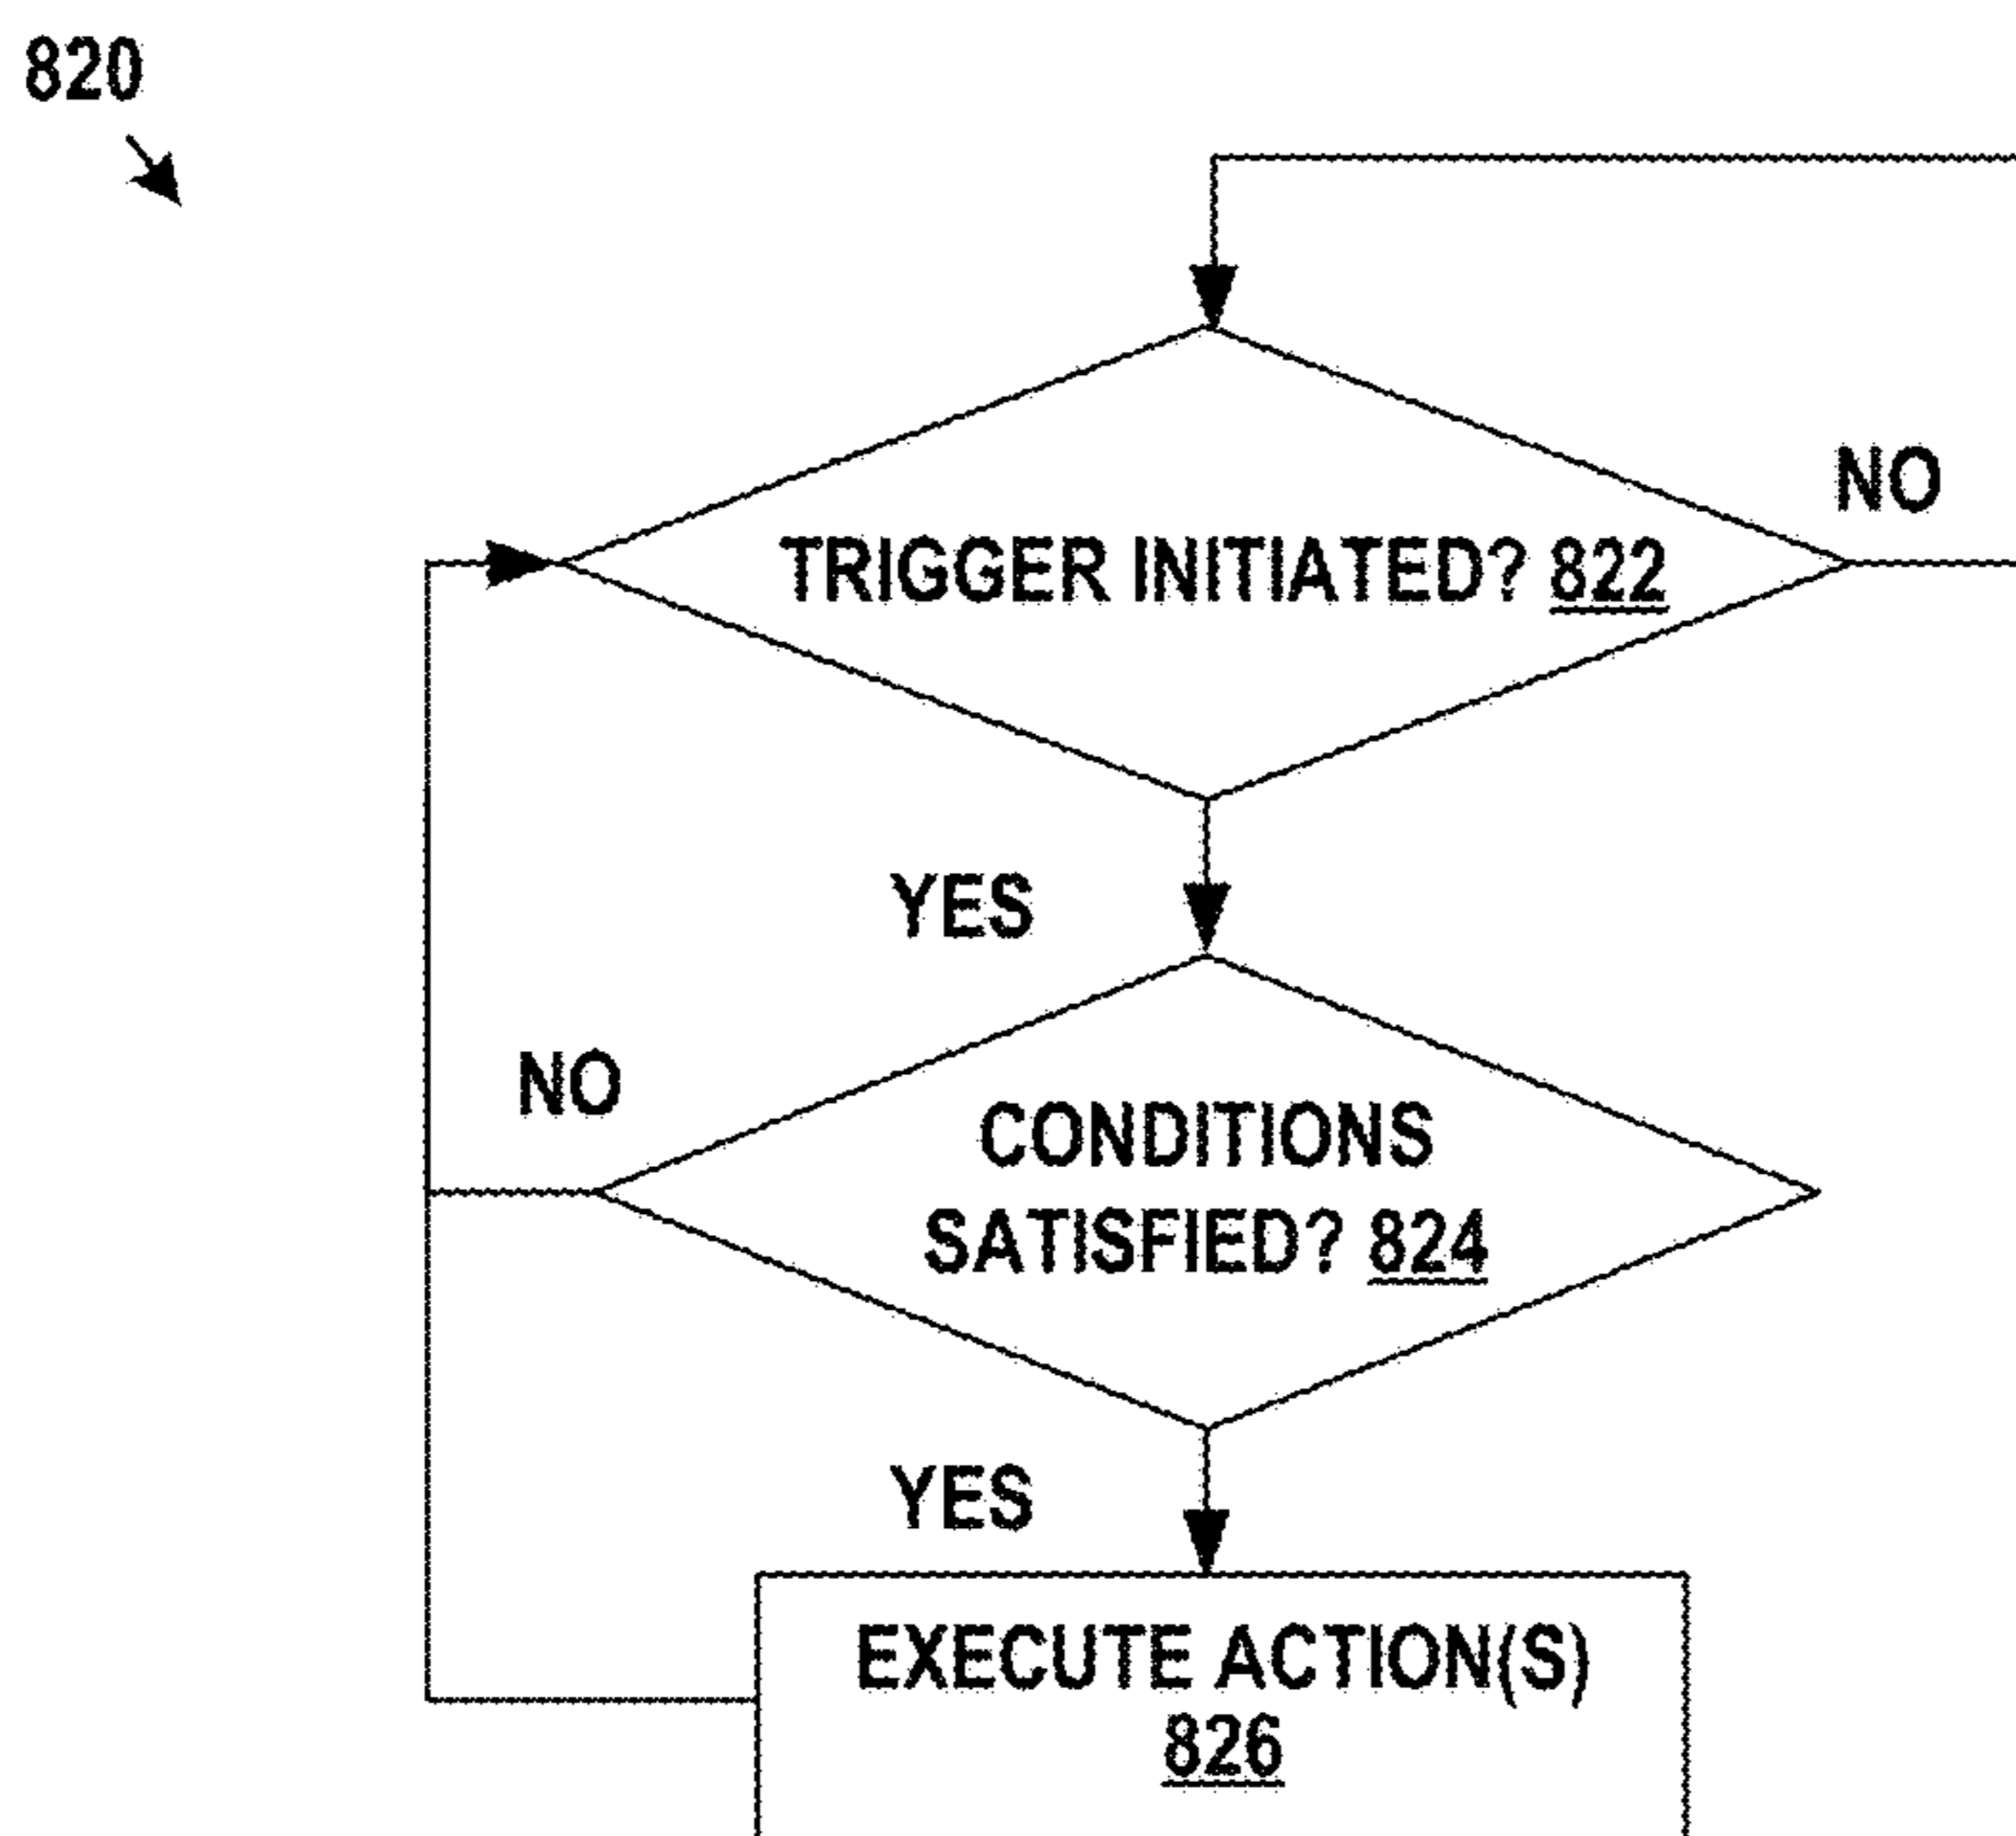 820
NO
TRIGGER INITIATED? 822
YES
NO
CONDITIONS
SATISFIED? 824
YES
EXECUTE ACTION(S)
826